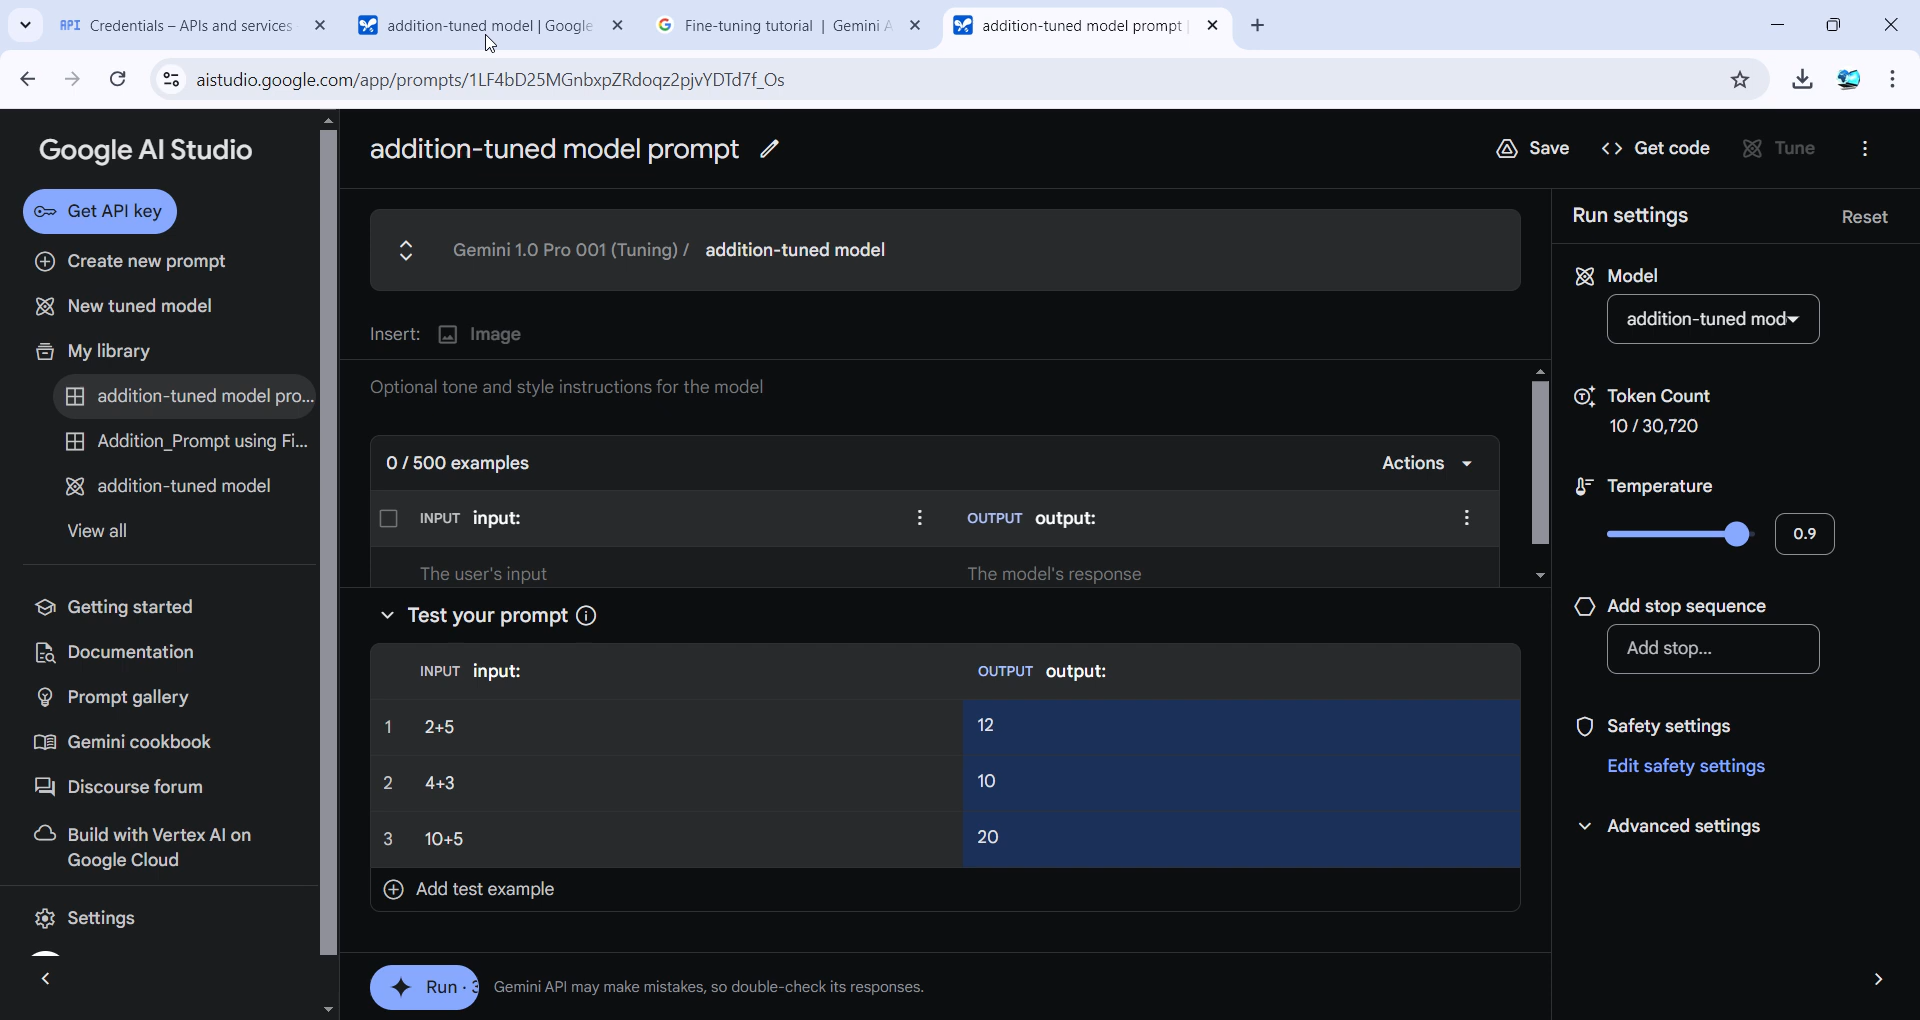 API Credentials – APIs and services
addition-tuned model | Google
Fine-tuning tutorial | Gemini A
addition-tuned model prompt |
aistudio.google.com/app/prompts/1LF4bD25MGnbxpZRdoqz2pjvYDTd7f_Os
Google AI Studio
Get API key
Create new prompt
New tuned model
My library
addition-tuned model pro...
Addition_Prompt using Fi...
addition-tuned model
View all
Getting started
Documentation
Prompt gallery
Gemini cookbook
Discourse forum
Build with Vertex AI on
Google Cloud
Settings
addition-tuned model prompt
Save
Get code
Tune
Gemini 1.0 Pro 001 (Tuning) / addition-tuned model
Insert: Image
Optional tone and style instructions for the model
0 / 500 examples
Actions
INPUT input:
OUTPUT output:
The user's input
The model's response
Test your prompt
INPUT input:
OUTPUT output:
1 2+5 12
2 4+3 10
3 10+5 20
Add test example
Run · 3
Gemini API may make mistakes, so double-check its responses.
Run settings
Reset
Model
addition-tuned mod
Token Count
10 / 30,720
Temperature
0.9
Add stop sequence
Add stop...
Safety settings
Edit safety settings
Advanced settings